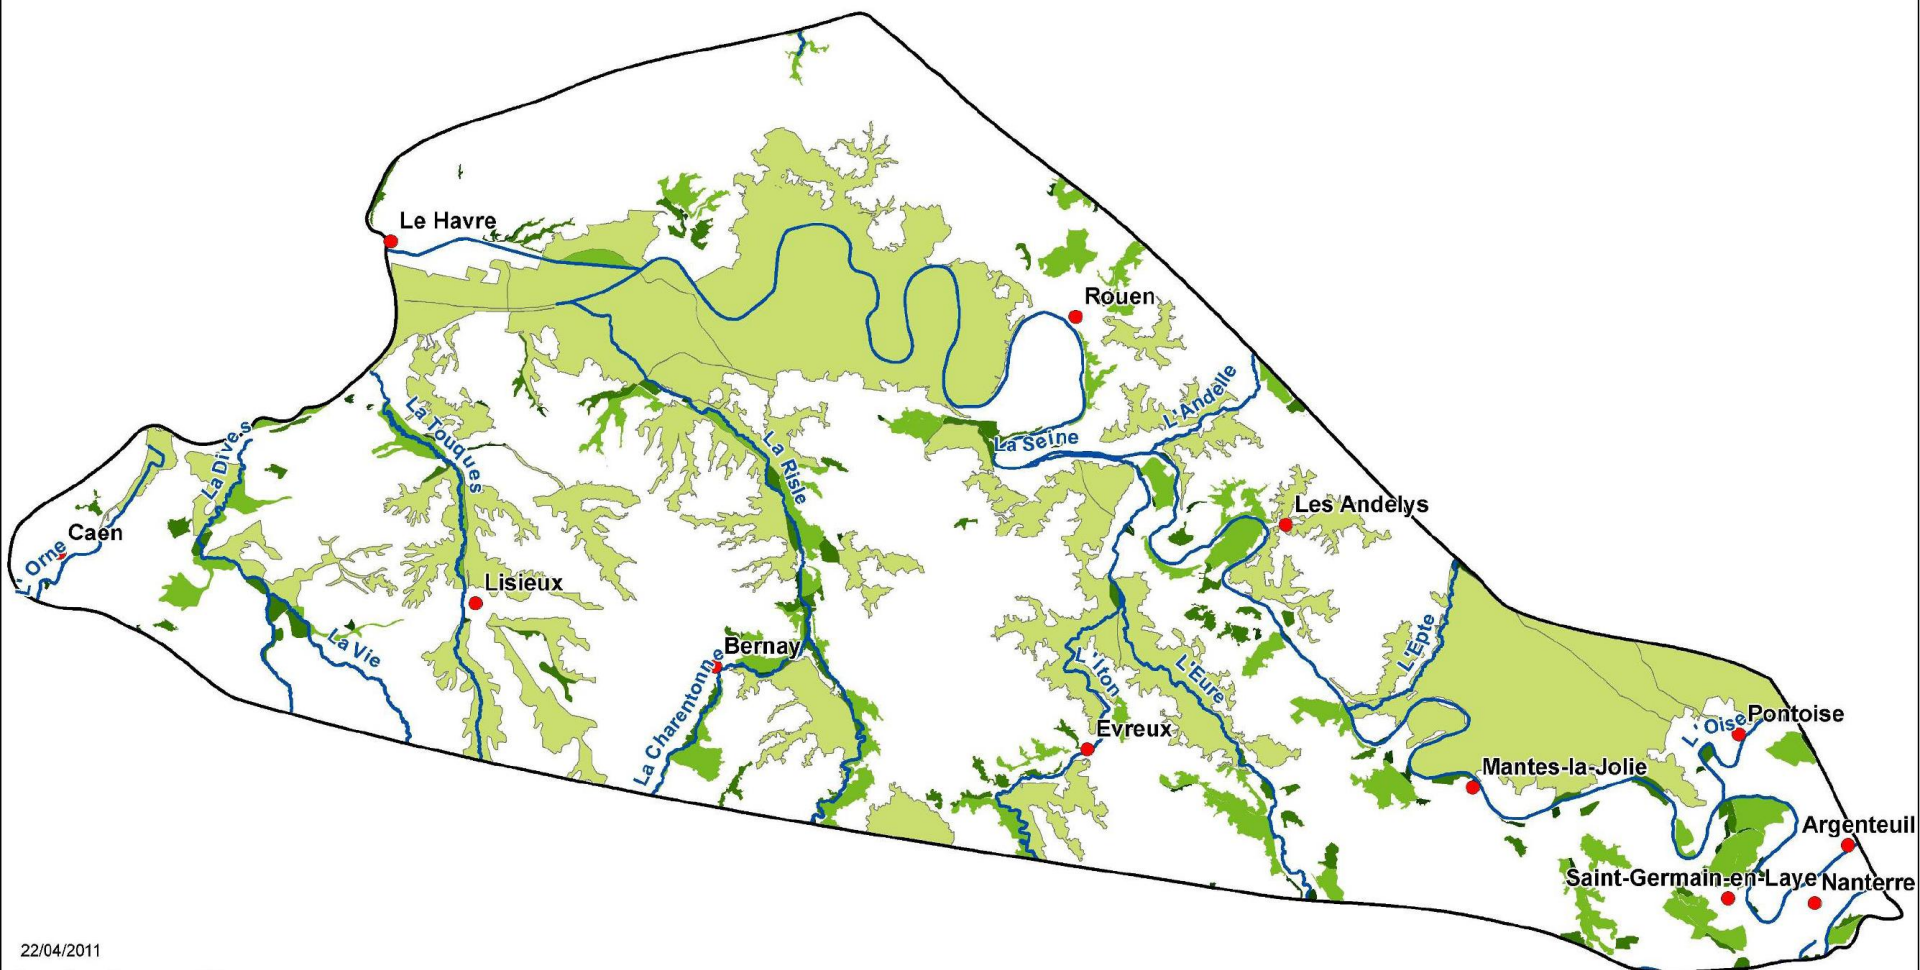 Le Havre
Rouen
L'Andelle
La Touques
La Dives
La Seine
La Risle
Les Andelys
Caen
L' Orne
Lisieux
La Vie
Bernay
La Charentonne
L'Iton
L'Eure
L'Epte
Evreux
L' Oise
Pontoise
Mantes-la-Jolie
Argenteuil
Saint-Germain-en-Laye
Nanterre
22/04/2011